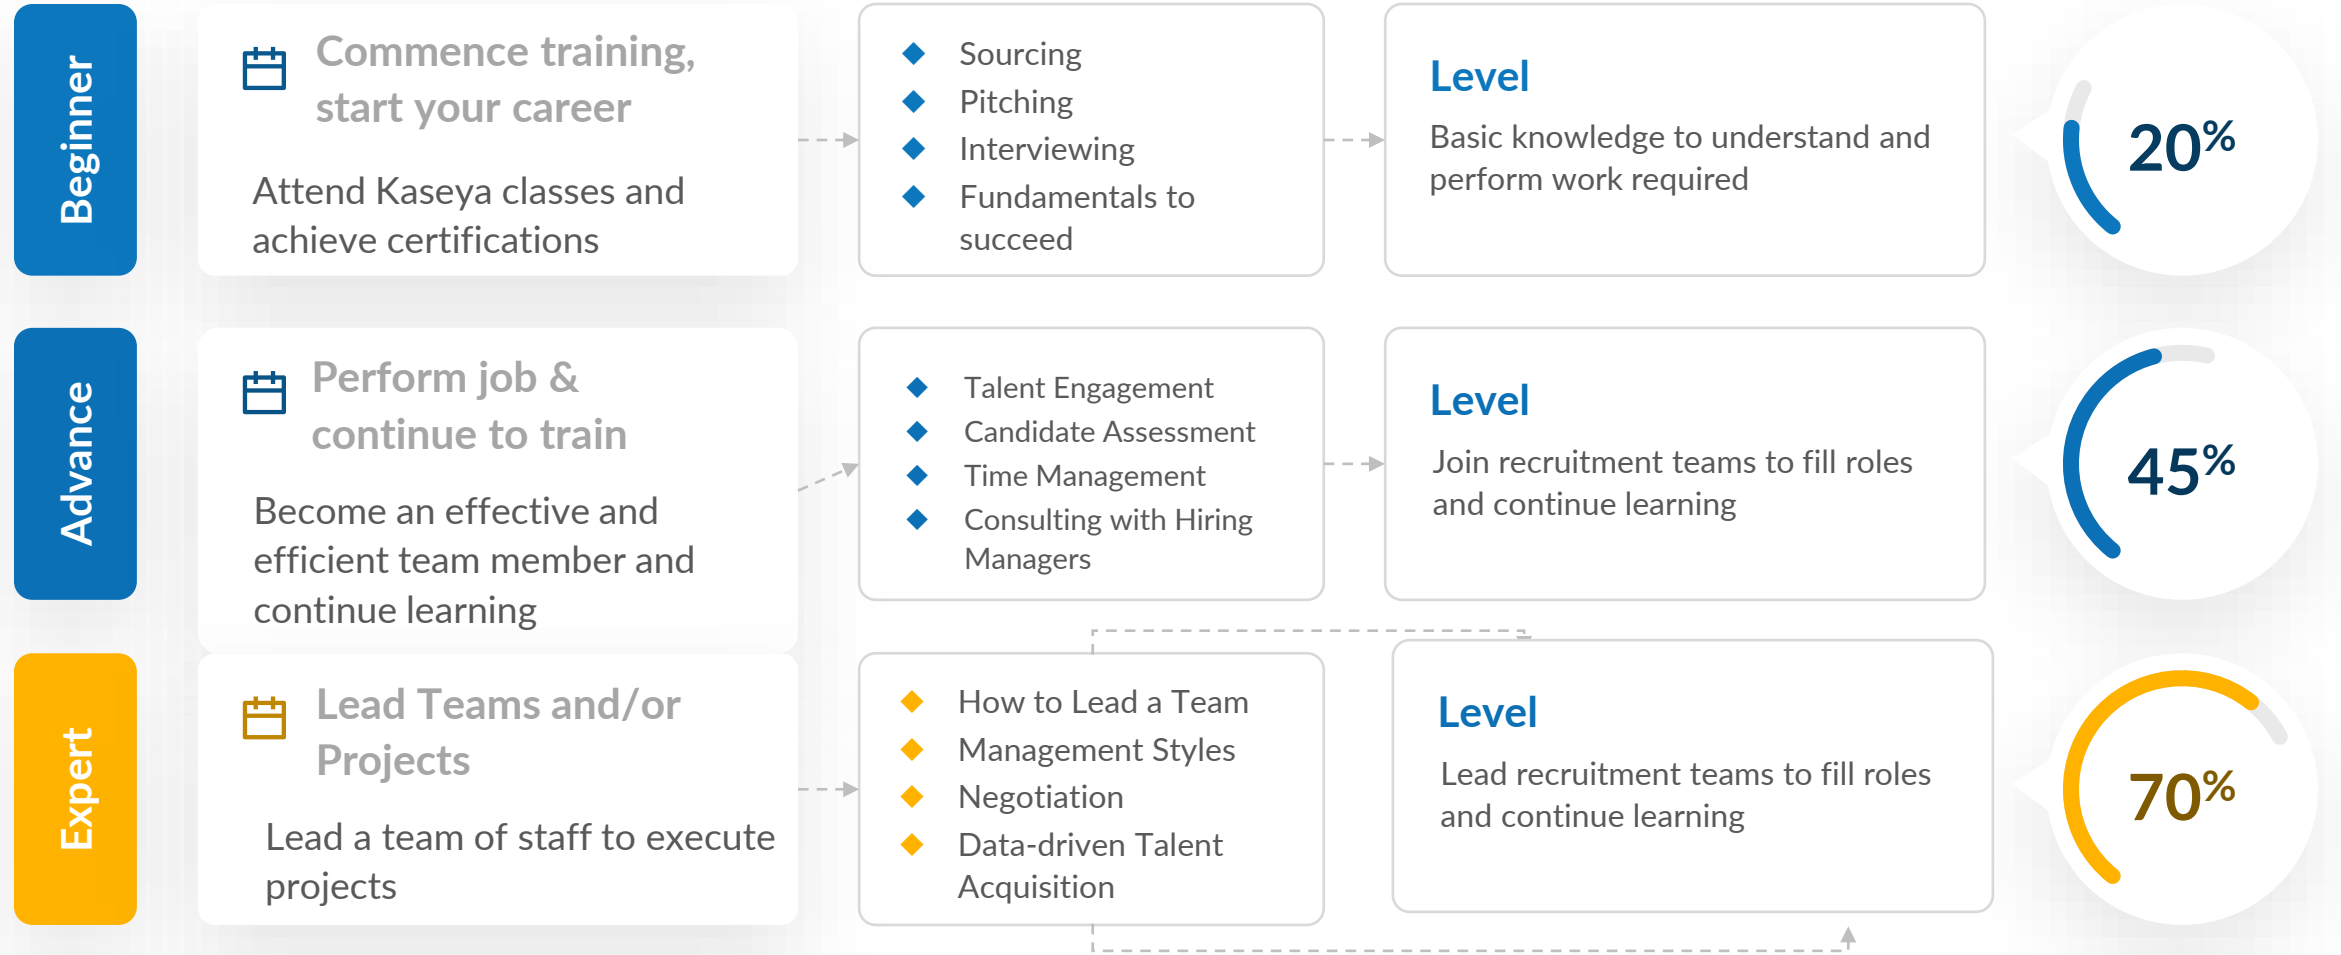 Beginner
Commence training,
start your career
Attend Kaseya classes and
achieve certifications
Sourcing
Pitching
Interviewing
Fundamentals to
succeed
Level
Basic knowledge to understand and
perform work required
20%
Advance
Perform job &
continue to train
Become an effective and
efficient team member and
continue learning
Talent Engagement
Candidate Assessment
Time Management
Consulting with Hiring
Managers
Level
Join recruitment teams to fill roles
and continue learning
45%
Expert
Lead Teams and/or
Projects
Lead a team of staff to execute
projects
How to Lead a Team
Management Styles
Negotiation
Data-driven Talent
Acquisition
Level
Lead recruitment teams to fill roles
and continue learning
70%